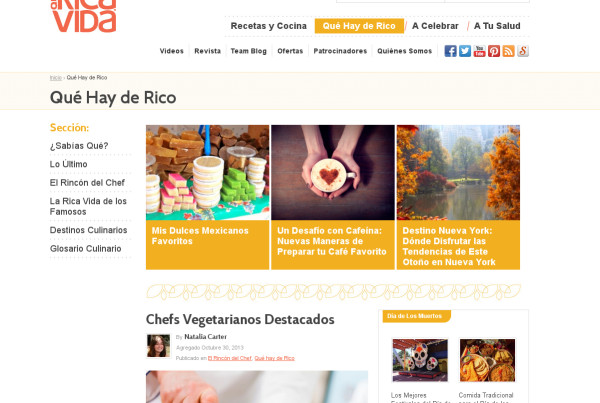 RICA
VIDA
Recetas y Cocina
Qué Hay de Rico / A Celebrar / A Tu Salud
Videos
Revista
Team Blog
Ofertas
Patrocinadores
Quiénes Somos
Inicio › Qué Hay de Rico
Qué Hay de Rico
Sección:
¿Sabías Qué?
Lo Último
El Rincón del Chef
La Rica Vida de los
Famosos
Destinos Culinarios
Glosario Culinario
Mis Dulces Mexicanos
Favoritos
Un Desafío con Cafeína:
Nuevas Maneras de
Preparar tu Café Favorito
Destino Nueva York:
Dónde Disfrutar las
Tendencias de Este
Otoño en Nueva York
Chefs Vegetarianos Destacados
By Natalia Carter
Agregado Octubre 30, 2013
Publicado en El Rincón del Chef, Qué hay de Rico
Día de Los Muertos
Los Mejores
Comida Tradicional